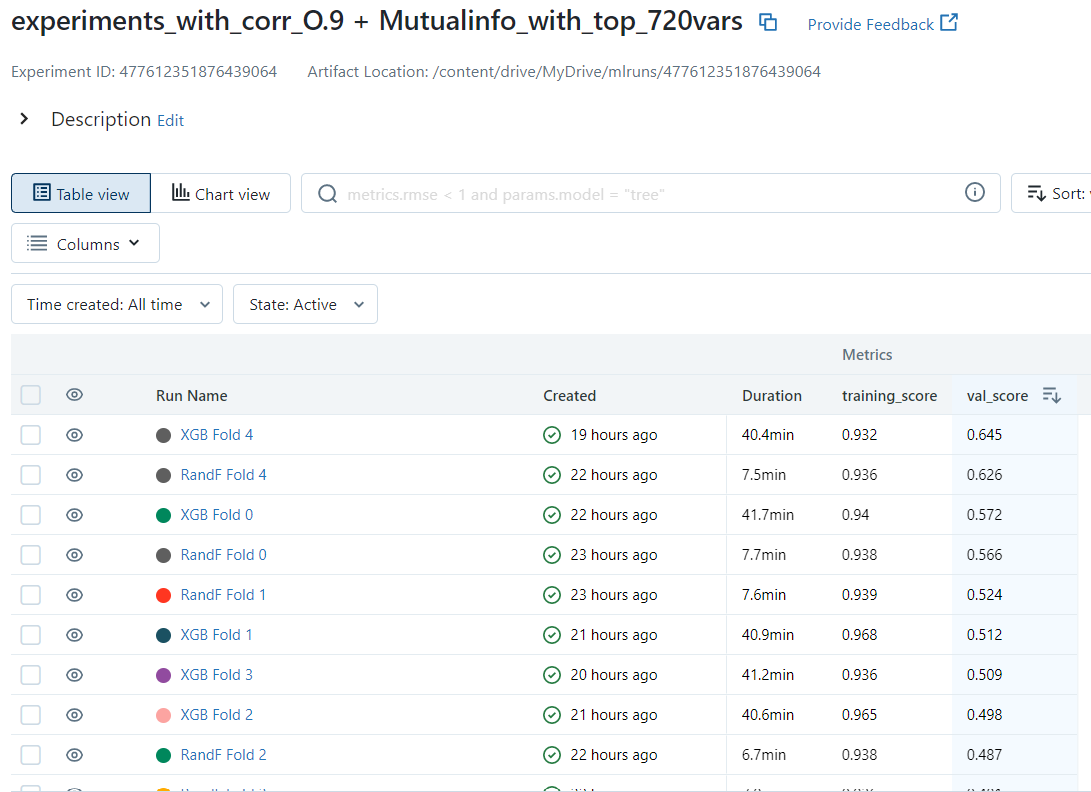 experiments_with_corr_O.9 + Mutualinfo_with_top_720vars Provide Feedback
Experiment ID: 477612351876439064 Artifact Location: /content/drive/MyDrive/mlruns/477612351876439064
Description Edit
Table view Chart view metrics.rmse < 1 and params.model = "tree" Sort:
Columns
Time created: All time State: Active
Metrics
Run Name Created Duration training_score val_score
XGB Fold 4 19 hours ago 40.4min 0.932 0.645
RandF Fold 4 22 hours ago 7.5min 0.936 0.626
XGB Fold 0 22 hours ago 41.7min 0.94 0.572
RandF Fold 0 23 hours ago 7.7min 0.938 0.566
RandF Fold 1 23 hours ago 7.6min 0.939 0.524
XGB Fold 1 21 hours ago 40.9min 0.968 0.512
XGB Fold 3 20 hours ago 41.2min 0.936 0.509
XGB Fold 2 21 hours ago 40.6min 0.965 0.498
RandF Fold 2 22 hours ago 6.7min 0.938 0.487